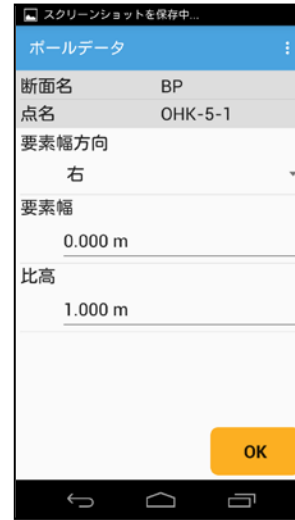 スクリーンショットを保存中...
ポールデータ
断面名 BP
点名 OHK-5-1
要素幅方向
右
要素幅
0.000 m
比高
1.000 m
OK